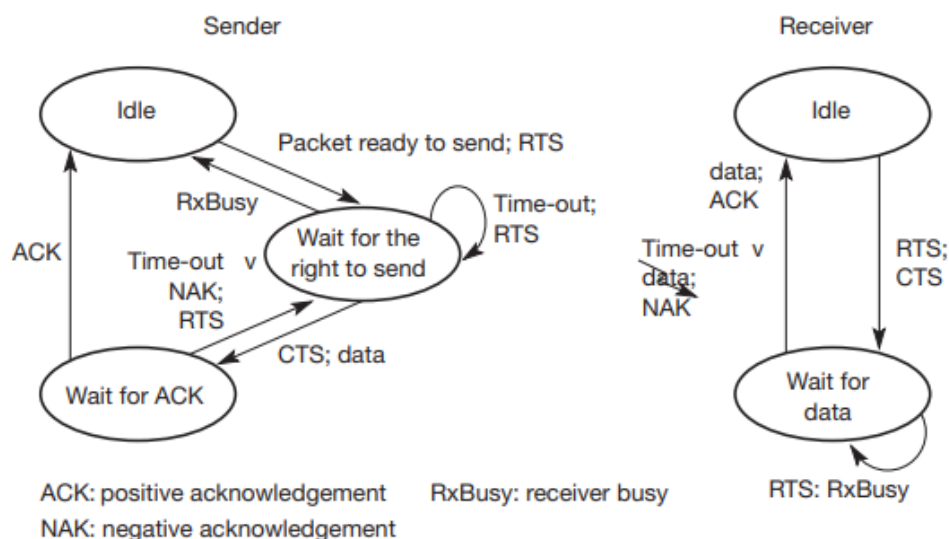 Sender
Receiver
Idle
Packet ready to send; RTS
RxBusy
Time-out;
RTS
Wait for the
right to send
ACK
Time-out v
NAK;
RTS
CTS; data
Wait for ACK
Idle
data;
ACK
Time-out v
data;
NAK
RTS;
CTS
Wait for
data
RTS: RxBusy
ACK: positive acknowledgement RxBusy: receiver busy
NAK: negative acknowledgement